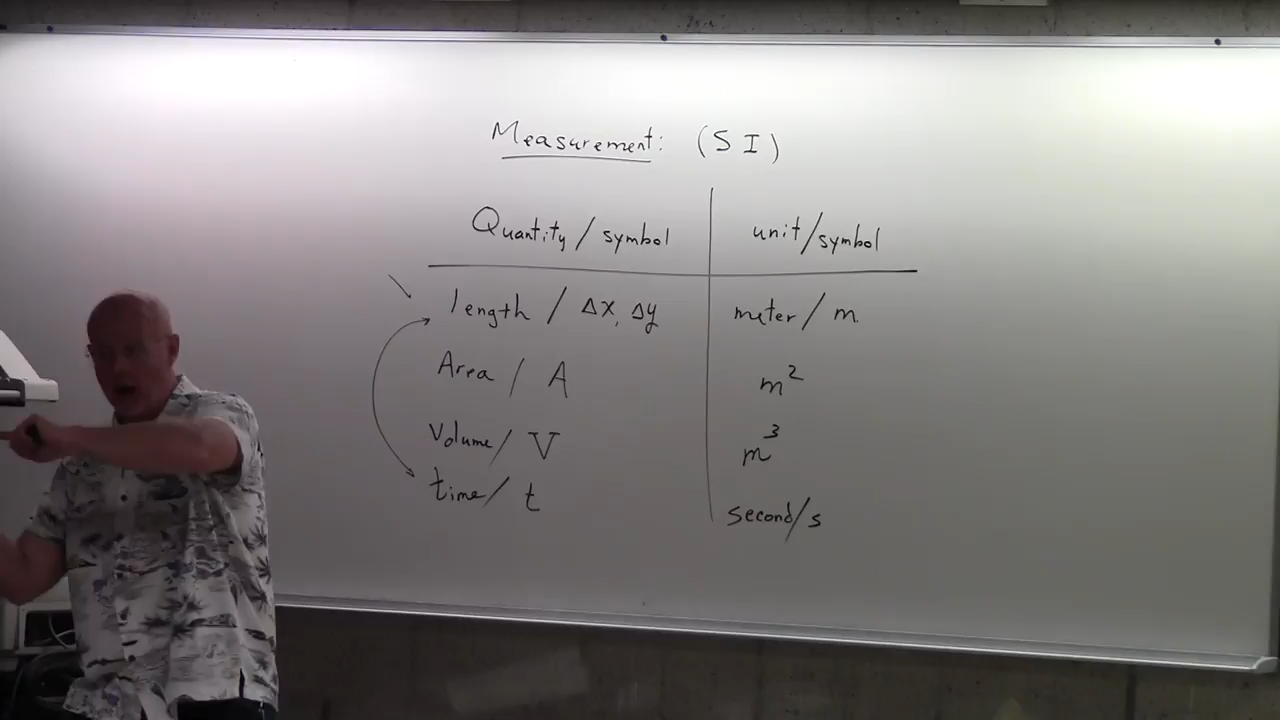 Measurement: (SI)
Quantity / symbol unit/symbol
length / Δx, Δy meter / m
Area / A m²
Volume / V m³
time / t second/s